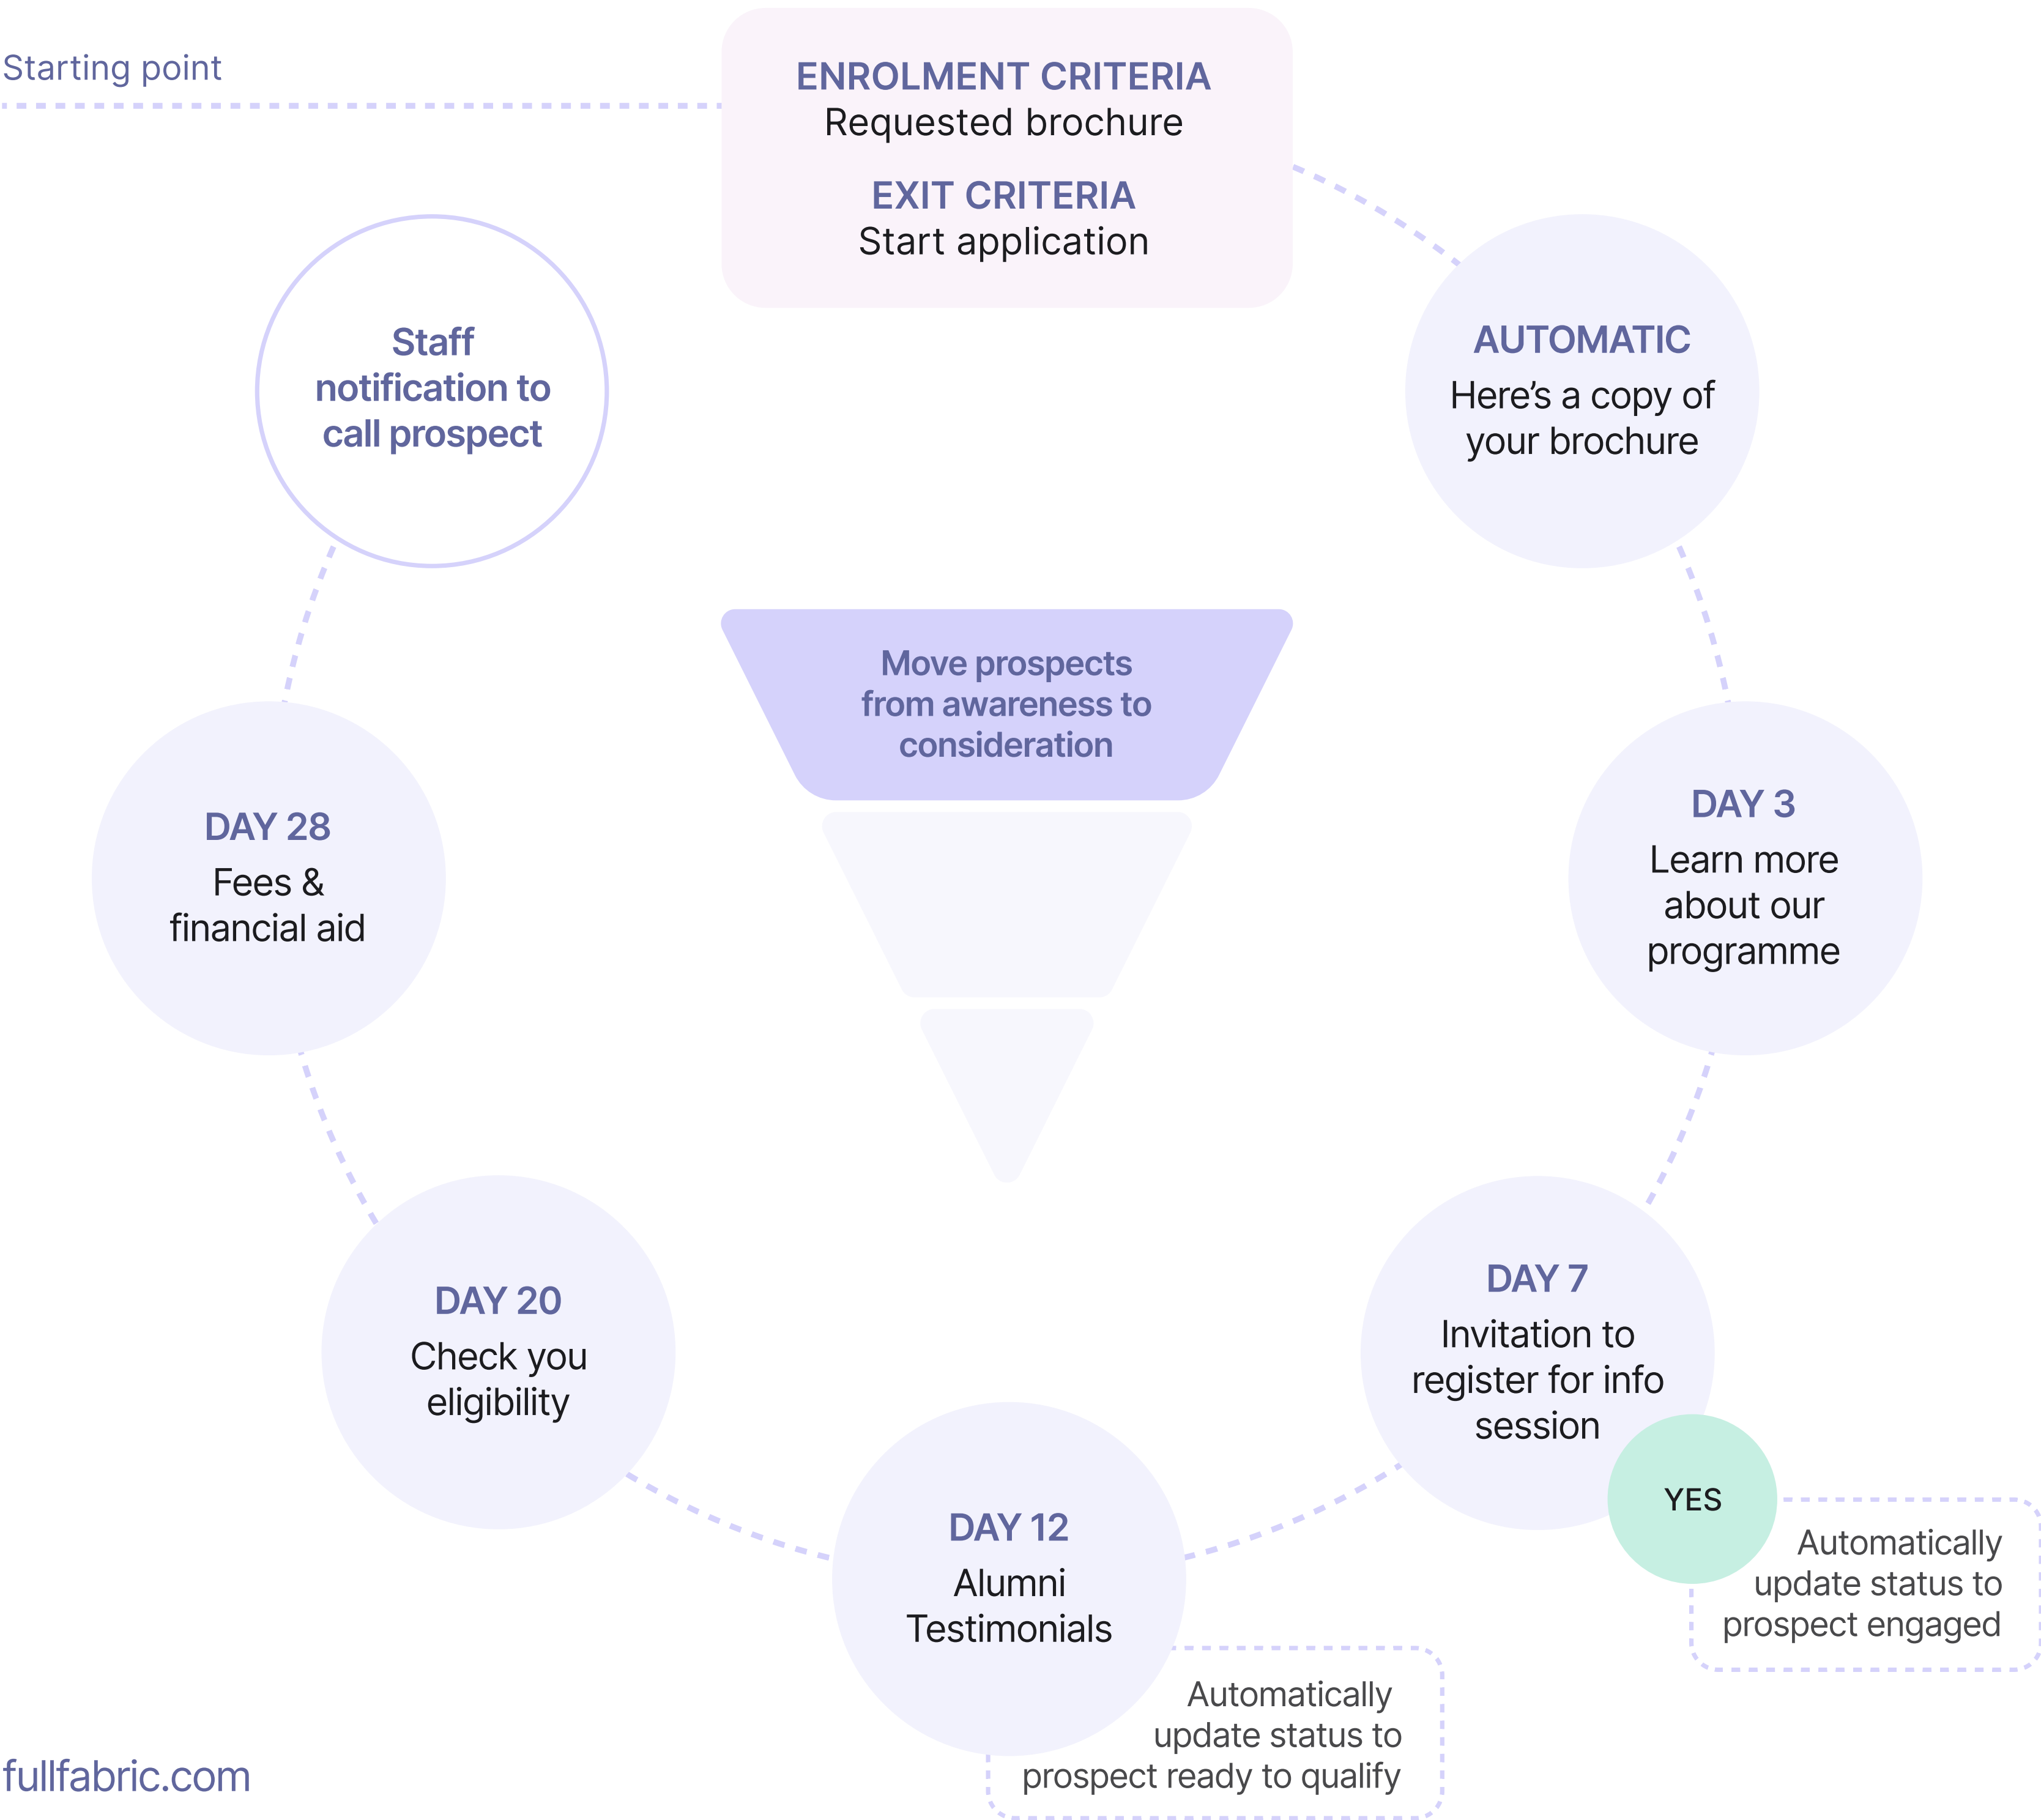 Starting point
ENROLMENT CRITERIA
Requested brochure
EXIT CRITERIA
Start application
AUTOMATIC
Here’s a copy of
your brochure
DAY 3
Learn more
about our
programme
DAY 7
Invitation to
register for info
session
YES
Automatically
update status to
prospect engaged
DAY 12
Alumni
Testimonials
Automatically
update status to
prospect ready to qualify
DAY 20
Check you
eligibility
DAY 28
Fees &
financial aid
Staff
notification to
call prospect
Move prospects
from awareness to
consideration
fullfabric.com